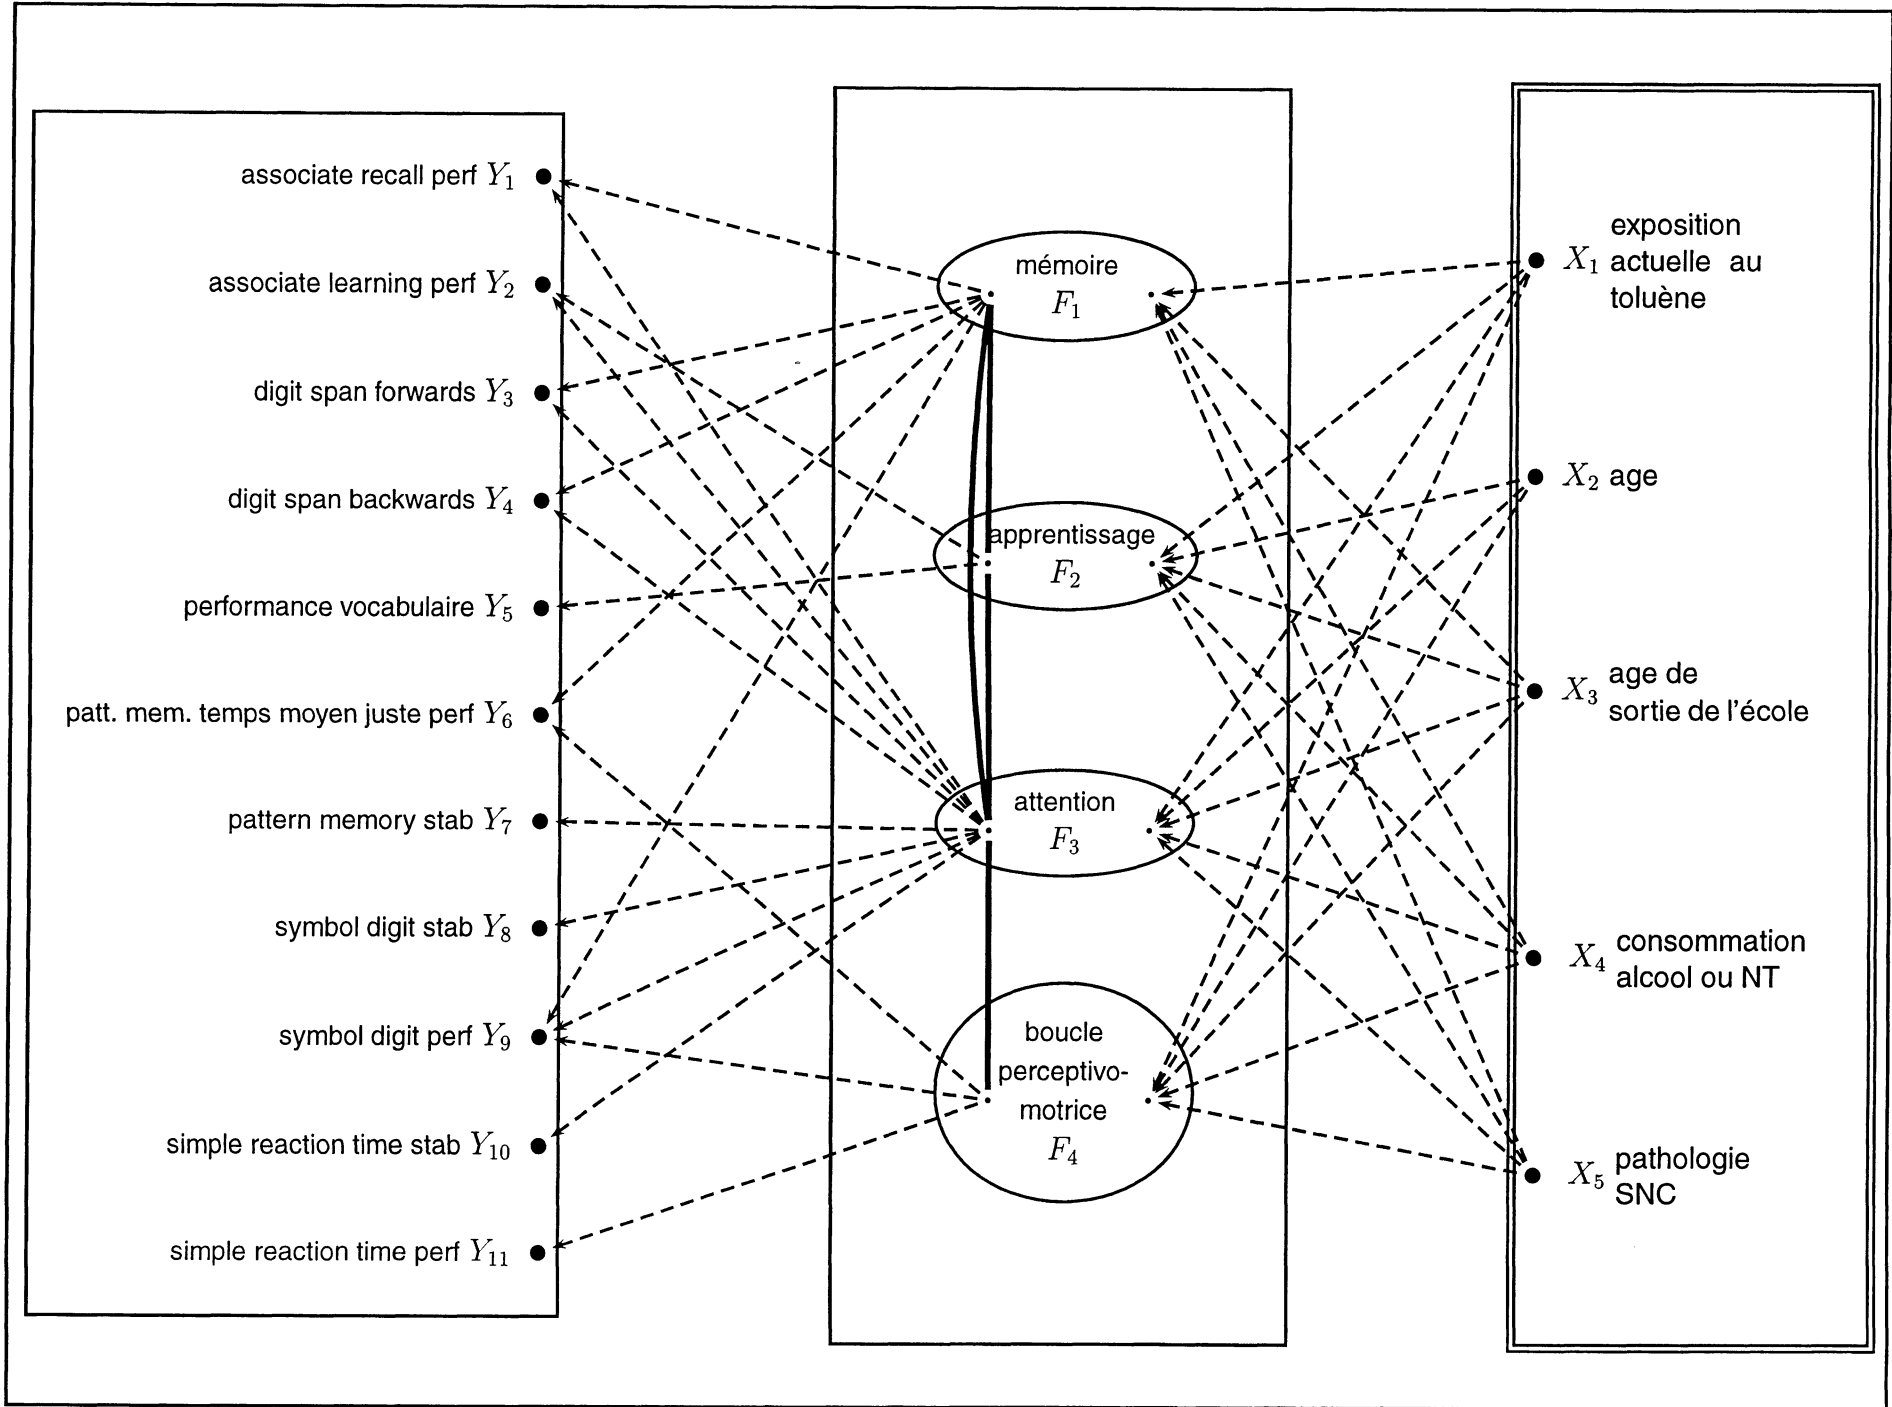 associate recall perf Y1
associate learning perf Y2
digit span forwards Y3
digit span backwards Y4
performance vocabulaire Y5
patt. mem. temps moyen juste perf Y6
pattern memory stab Y7
symbol digit stab Y8
symbol digit perf Y9
simple reaction time stab Y10
simple reaction time perf Y11
mémoire
F1
apprentissage
F2
attention
F3
boucle
perceptivo-
motrice
F4
exposition
X1 actuelle au
toluène
X2 age
X3 age de
sortie de l'école
X4 consommation
alcool ou NT
X5 pathologie
SNC